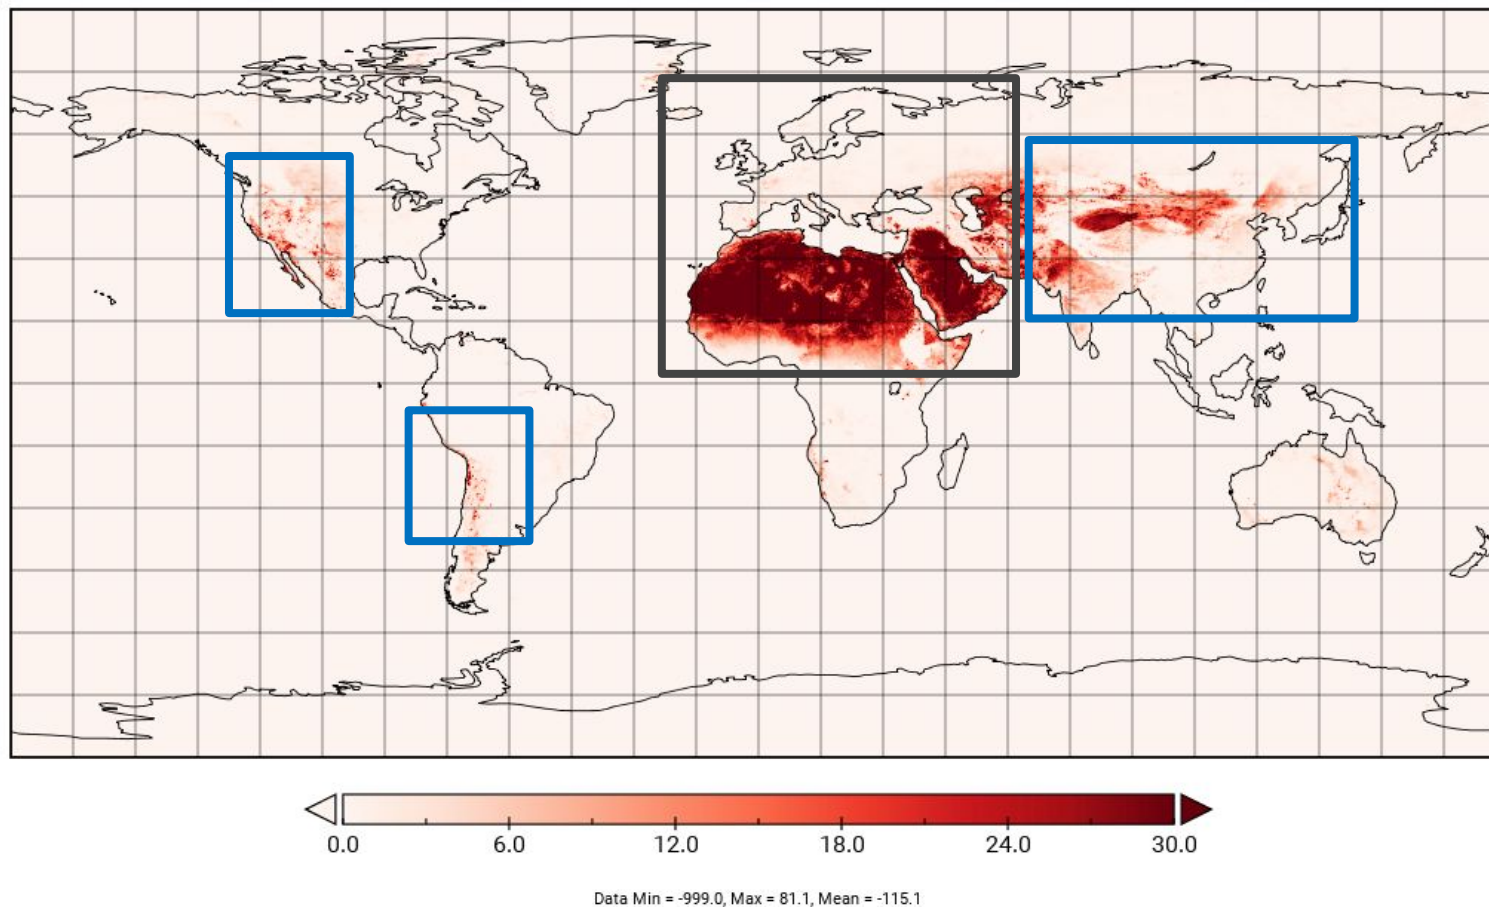 0.0 6.0 12.0 18.0 24.0 30.0
Data Min = -999.0, Max = 81.1, Mean = -115.1